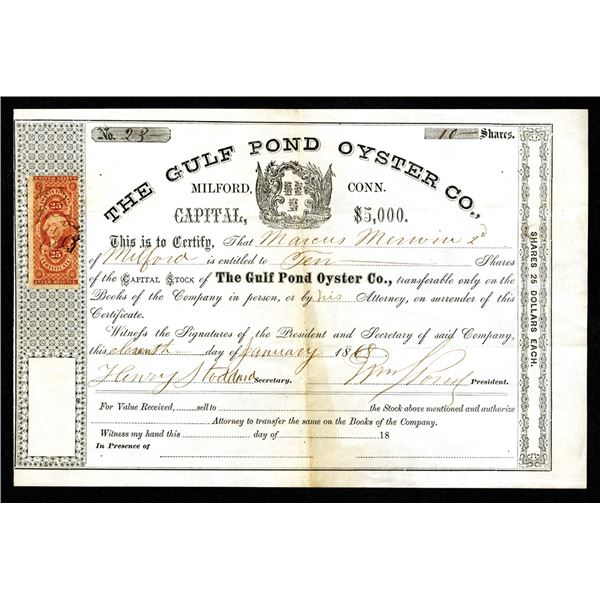 No. 23
10 Shares.
THE GULF POND OYSTER CO.,
MILFORD, CONN.
CAPITAL, $5,000.
This is to Certify, That Marcus Merwin 2d
of Milford is entitled to Ten Shares
of the CAPITAL STOCK of The Gulf Pond Oyster Co., transferable only on the
Books of the Company in person, or by his Attorney, on surrender of this
Certificate.
Witness the Signatures of the President and Secretary of said Company,
this eleventh day of January 1868
Henry Stoddard Secretary. Wm President.
For Value Received, sell to the Stock above mentioned and authorize
Attorney to transfer the same on the Books of the Company.
Witness my hand this day of 18
In Presence of
SHARES 25 DOLLARS EACH.
25
25